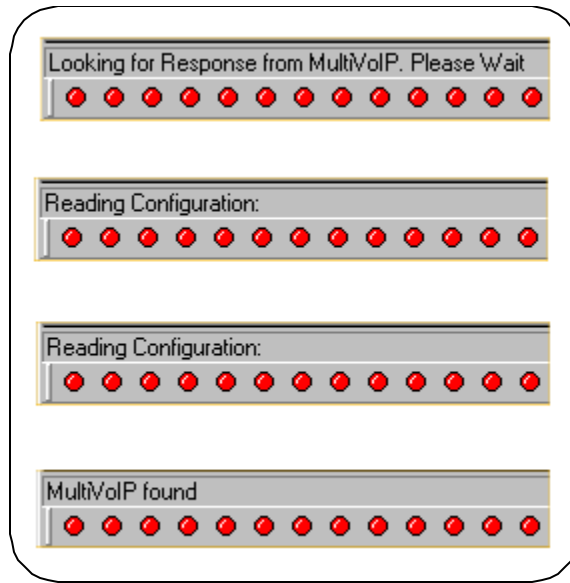 Looking for Response from MultiVoIP. Please Wait
Reading Configuration:
Reading Configuration:
MultiVoIP found